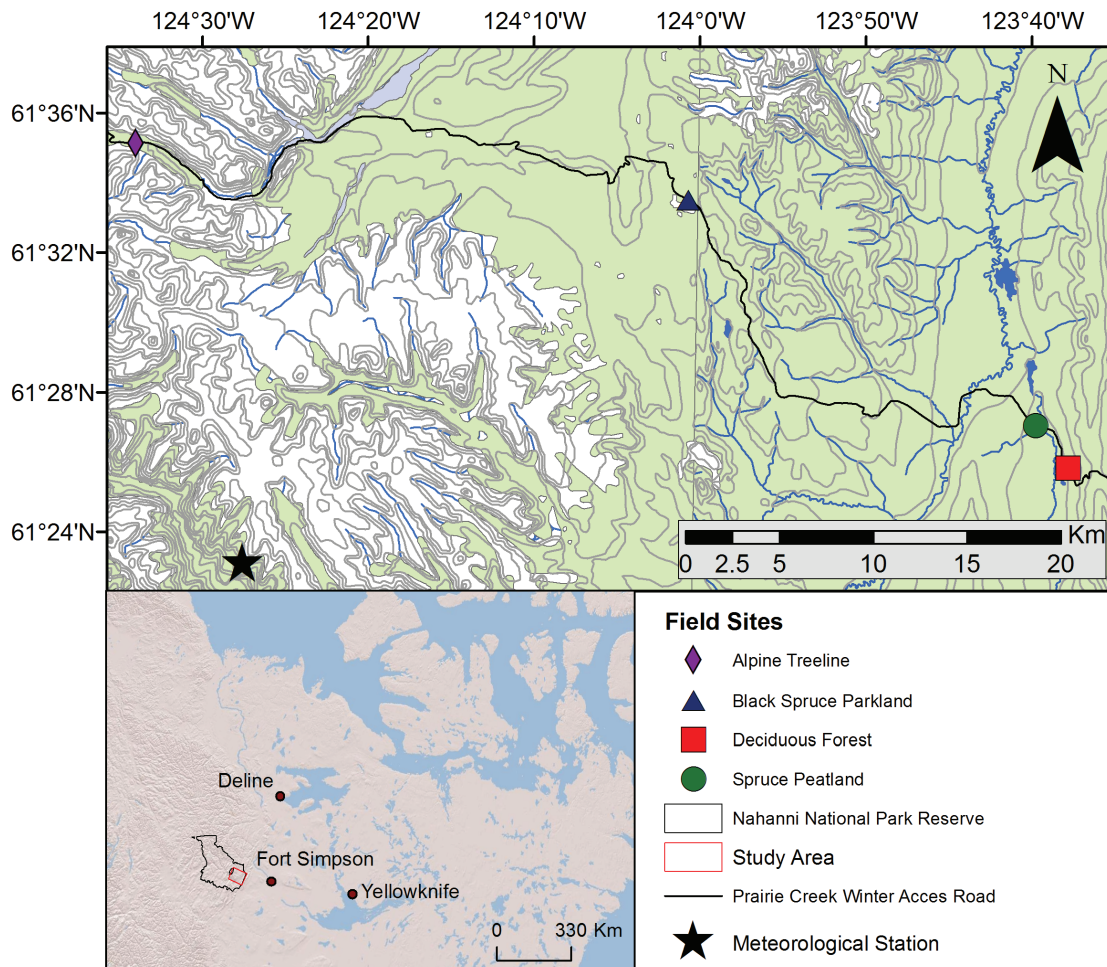 124°30'W 124°20'W 124°10'W 124°0'W 123°50'W 123°40'W
61°36'N
N
61°32'N
61°28'N
61°24'N
Km
0 2.5 5 10 15 20
Deline
Fort Simpson
Yellowknife
0 330 Km
Field Sites
Alpine Treeline
Black Spruce Parkland
Deciduous Forest
Spruce Peatland
Nahanni National Park Reserve
Study Area
Prairie Creek Winter Acces Road
Meteorological Station